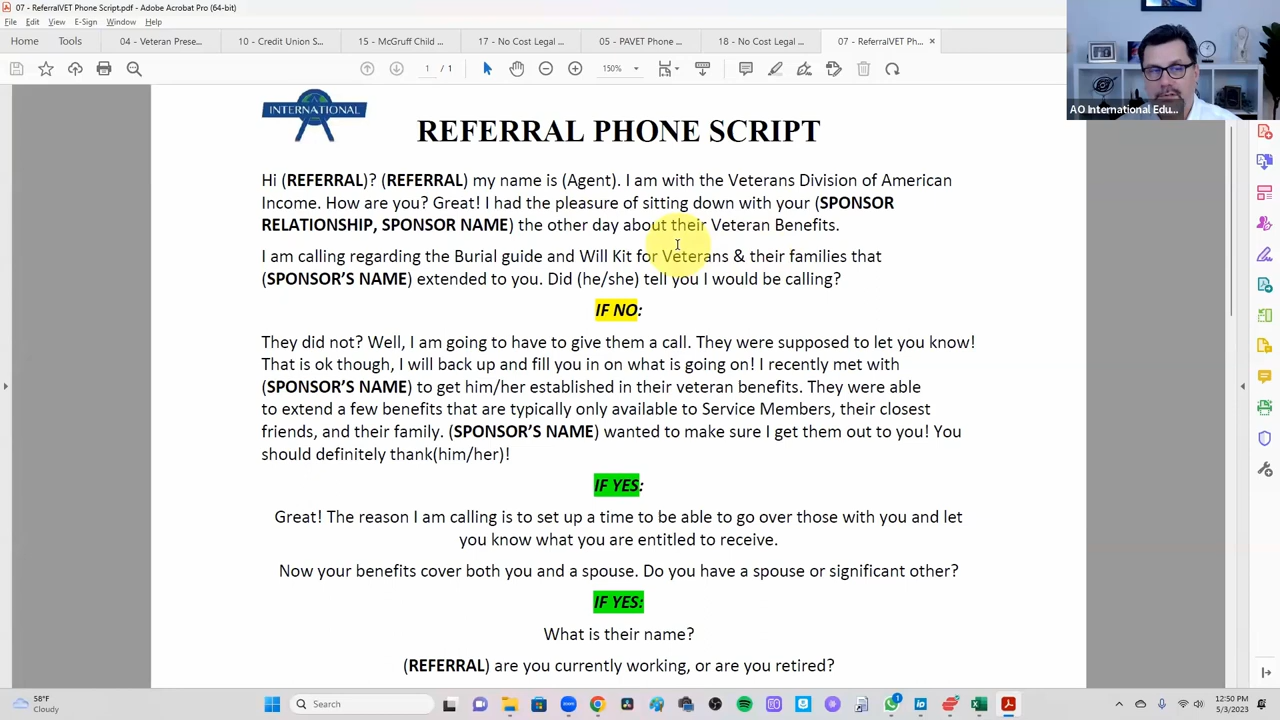 07 - ReferralVET Phone Script.pdf - Adobe Acrobat Pro (64-bit)
File Edit View E-Sign Window Help
Home Tools 04 - Veteran Prese... 10 - Credit Union S... 15 - McGruff Child ... 17 - No Cost Legal ... 05 - PAVET Phone ... 18 - No Cost Legal ... 07 - ReferralVET Ph... ×
1 / 1 150%
AO International Edu...
INTERNATIONAL
REFERRAL PHONE SCRIPT
Hi (REFERRAL)? (REFERRAL) my name is (Agent). I am with the Veterans Division of American
Income. How are you? Great! I had the pleasure of sitting down with your (SPONSOR
RELATIONSHIP, SPONSOR NAME) the other day about their Veteran Benefits.
I am calling regarding the Burial guide and Will Kit for Veterans & their families that
(SPONSOR'S NAME) extended to you. Did (he/she) tell you I would be calling?
IF NO:
They did not? Well, I am going to have to give them a call. They were supposed to let you know!
That is ok though, I will back up and fill you in on what is going on! I recently met with
(SPONSOR'S NAME) to get him/her established in their veteran benefits. They were able
to extend a few benefits that are typically only available to Service Members, their closest
friends, and their family. (SPONSOR'S NAME) wanted to make sure I get them out to you! You
should definitely thank(him/her)!
IF YES:
Great! The reason I am calling is to set up a time to be able to go over those with you and let
you know what you are entitled to receive.
Now your benefits cover both you and a spouse. Do you have a spouse or significant other?
IF YES:
What is their name?
(REFERRAL) are you currently working, or are you retired?
58°F
Cloudy
Search
12:50 PM
5/3/2023